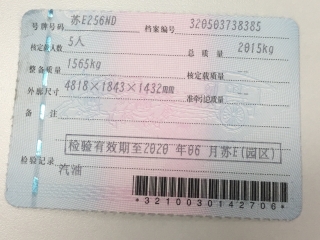 号牌号码 苏E256ND 档案编号 320503738385
核定载人数 5人 总质量 2015kg
整备质量 1565kg 核定载质量 --
外廓尺寸 4818×1843×1432mm 准牵引总质量 --
备注
检验有效期至2020 年06 月苏E(园区)
检验记录
汽油
*3210030142706*